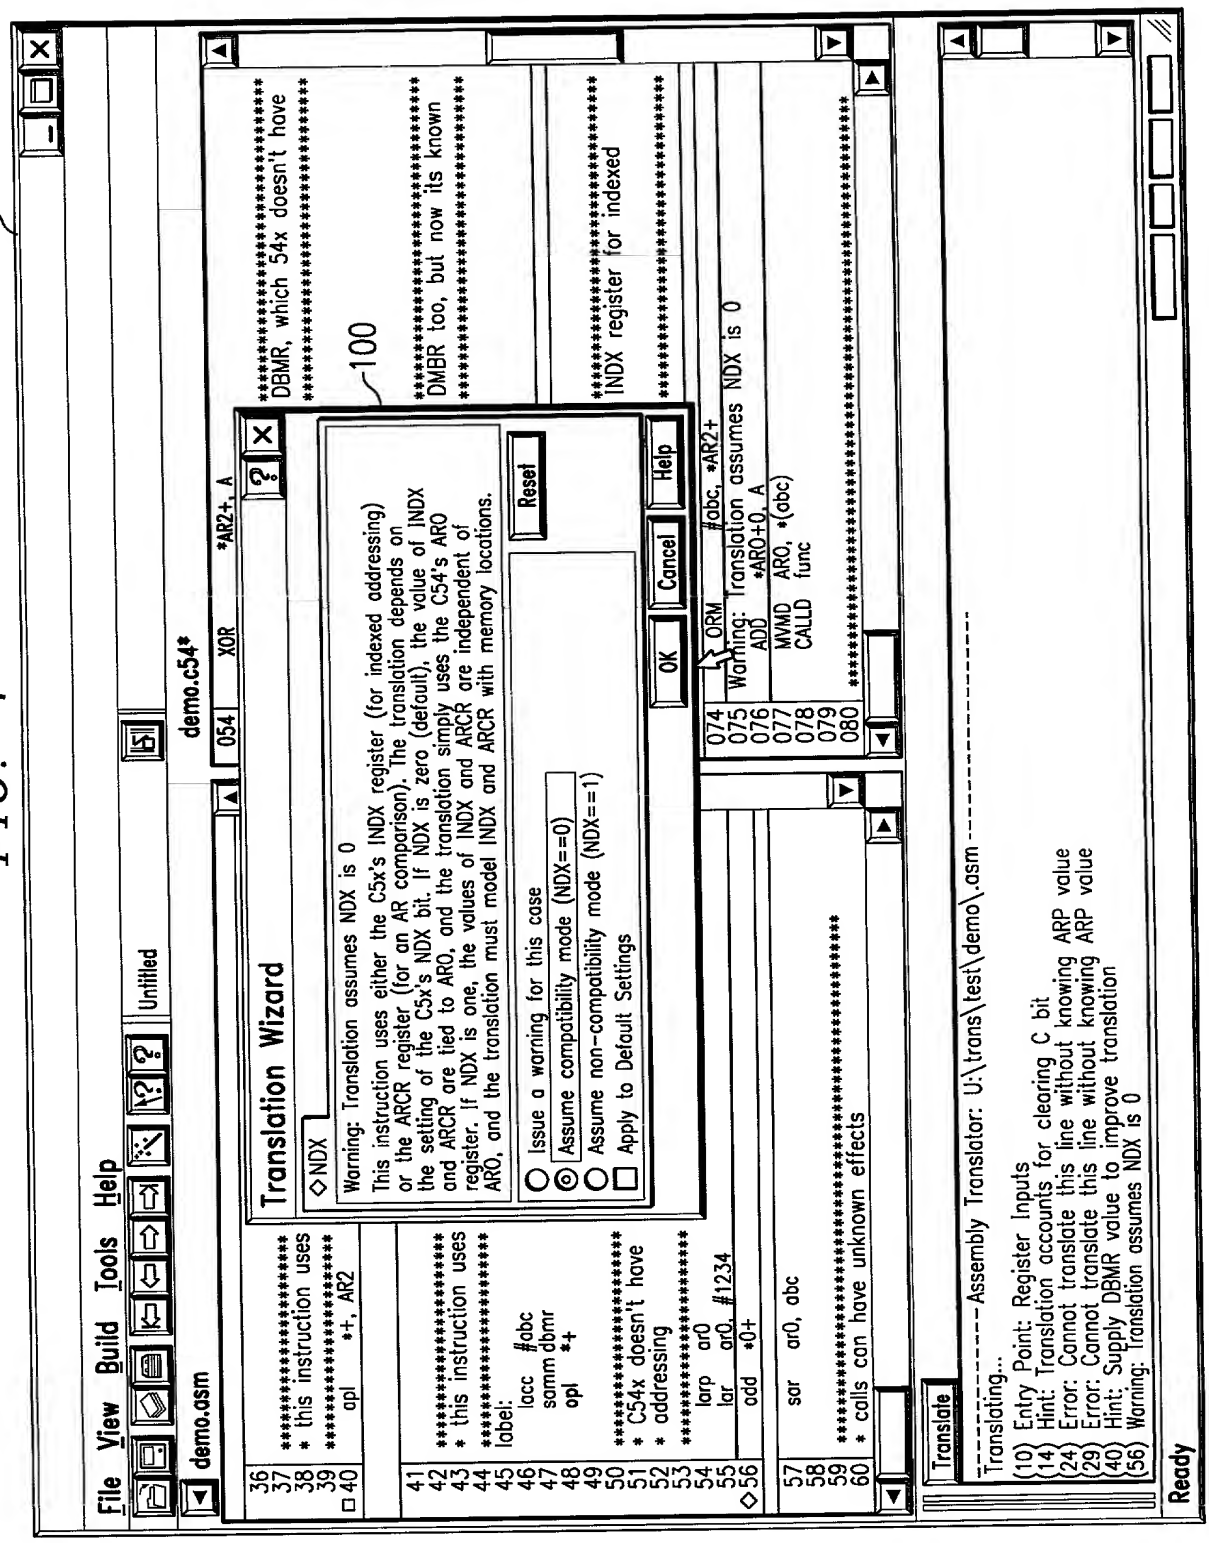 File View Build Tools Help
Untitled
demo.asm
36
37 *******************************
38 * this instruction uses
39 *******************************
40 apl *+, AR2
41
42 *******************************
43 * this instruction uses
44 *******************************
45 label:
46 lacc #abc
47 samm dbmr
48 opl *+
49
50 *******************************
51 * C54x doesn't have
52 * addressing
53 *******************************
54 larp ar0
55 lar ar0, #1234
◇56 add *0+
57 sar ar0, abc
58
59 *******************************
60 * calls can have unknown effects
demo.c54*
054 XOR *AR2+, A
*******************************
DBMR, which 54x doesn't have
*******************************
*******************************
DMBR too, but now its known
*******************************
*******************************
INDX register for indexed
*******************************
074 ORM #abc, *AR2+
075 Warning: Translation assumes NDX is 0
076 ADD *AR0+0, A
077 MVMD AR0, *(abc)
078 CALLD func
079
080 *******************************
100
Translation Wizard
? X
◇NDX
Warning: Translation assumes NDX is 0
This instruction uses either the C5x's INDX register (for indexed addressing)
or the ARCR register (for an AR comparison). The translation depends on
the setting of the C5x's NDX bit. If NDX is zero (default), the value of INDX
and ARCR are tied to ARO, and the translation simply uses the C54's ARO
register. If NDX is one, the values of INDX and ARCR are independent of
ARO, and the translation must model INDX and ARCR with memory locations.
Issue a warning for this case
Assume compatibility mode (NDX==0)
Assume non-compatibility mode (NDX==1)
Apply to Default Settings
Reset
OK Cancel Help
Translate
---------------Assembly Translator: U:\trans\test\demo\.asm---------------
Translating...
(10) Entry Point: Register Inputs
(14) Hint: Translation accounts for clearing C bit
(24) Error: Cannot translate this line without knowing ARP value
(29) Error: Cannot translate this line without knowing ARP value
(40) Hint: Supply DBMR value to improve translation
(56) Warning: Translation assumes NDX is 0
Ready